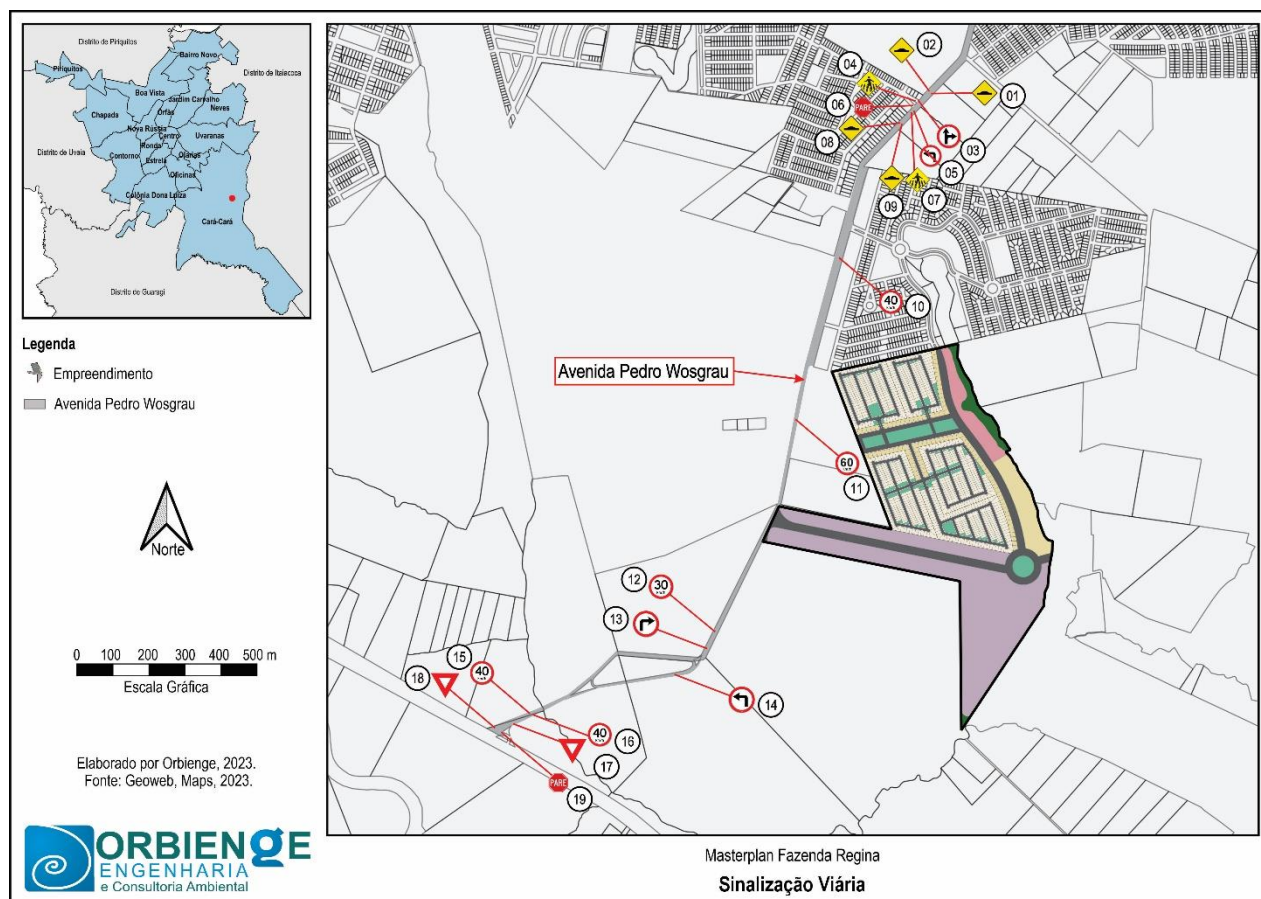 Distrito de Piriquitos
Bairro Novo
Distrito de Itaiacoca
Piriquitos
Boa Vista
Jardim Carvalho
Neves
Órfãs
Chapada
Nova Rússia
Centro
Uvaranas
Ronda
Distrito de Uvaia
Contorno
Estrela
Olarias
Oficinas
Colônia Dona Luiza
Cará-Cará
Distrito de Guaragi
Legenda
Empreendimento
Avenida Pedro Wosgrau
Norte
0 100 200 300 400 500 m
Escala Gráfica
Elaborado por Orbienge, 2023.
Fonte: Geoweb, Maps, 2023.
ORBIENGE
ENGENHARIA
e Consultoria Ambiental
02
04
01
06
PARE
08
03
05
09
07
40
10
Avenida Pedro Wosgrau
60
11
12
30
13
15
40
18
14
40
16
17
PARE
19
Masterplan Fazenda Regina
Sinalização Viária